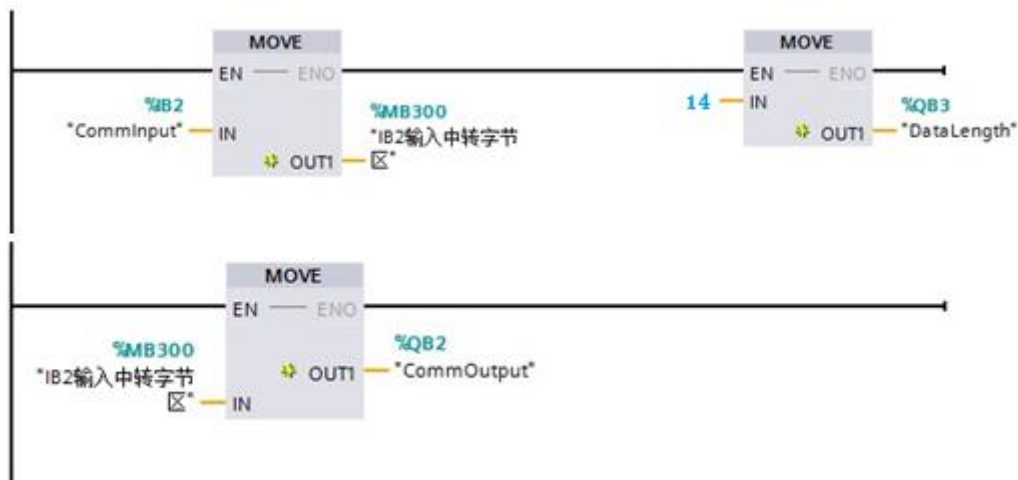 MOVE
EN ENO
%IB2
"CommInput" IN
%MB300
"IB2输入中转字节
区"
OUT1
MOVE
EN ENO
14 IN
%QB3
OUT1 "DataLength"
MOVE
EN ENO
%MB300
"IB2输入中转字节
区" IN
%QB2
OUT1 "CommOutput"